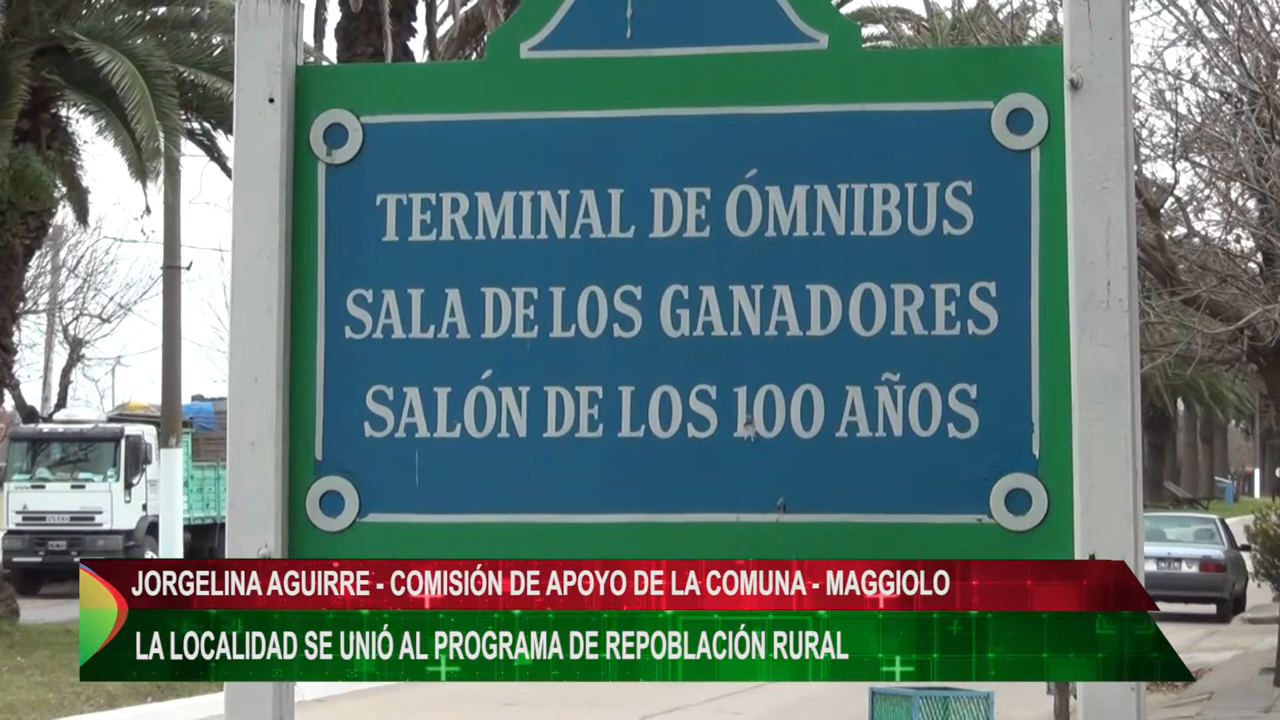 TERMINAL DE ÓMNIBUS
SALA DE LOS GANADORES
SALÓN DE LOS 100 AÑOS
IVECO
JORGELINA AGUIRRE - COMISIÓN DE APOYO DE LA COMUNA - MAGGIOLO
LA LOCALIDAD SE UNIÓ AL PROGRAMA DE REPOBLACIÓN RURAL